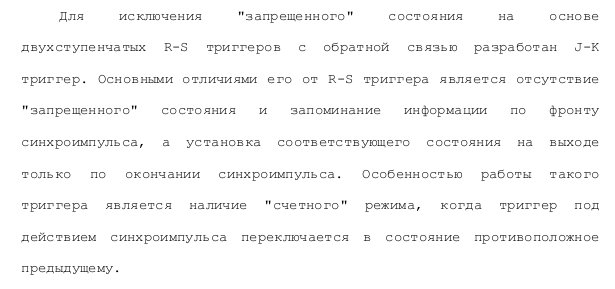 Для исключения "запрещенного" состояния на основе
двухступенчатых R-S триггеров с обратной связью разработан J-K
триггер. Основными отличиями его от R-S триггера является отсутствие
"запрещенного" состояния и запоминание информации по фронту
синхроимпульса, а установка соответствующего состояния на выходе
только по окончании синхроимпульса. Особенностью работы такого
триггера является наличие "счетного" режима, когда триггер под
действием синхроимпульса переключается в состояние противоположное
предыдущему.